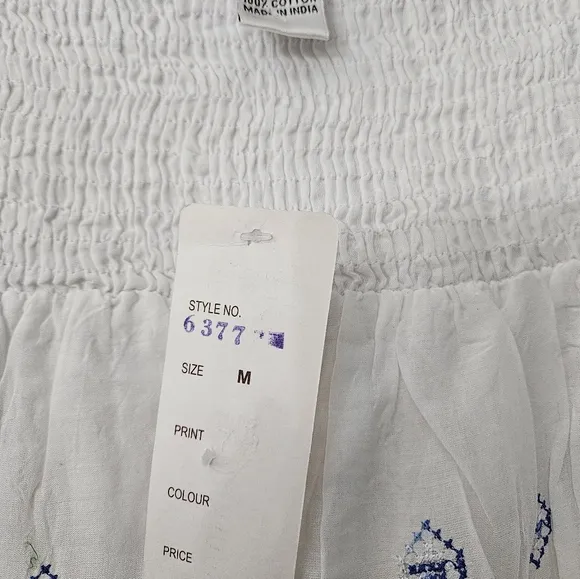 100% COTTON
MADE IN INDIA
STYLE NO.
6377
SIZE M
PRINT
COLOUR
PRICE